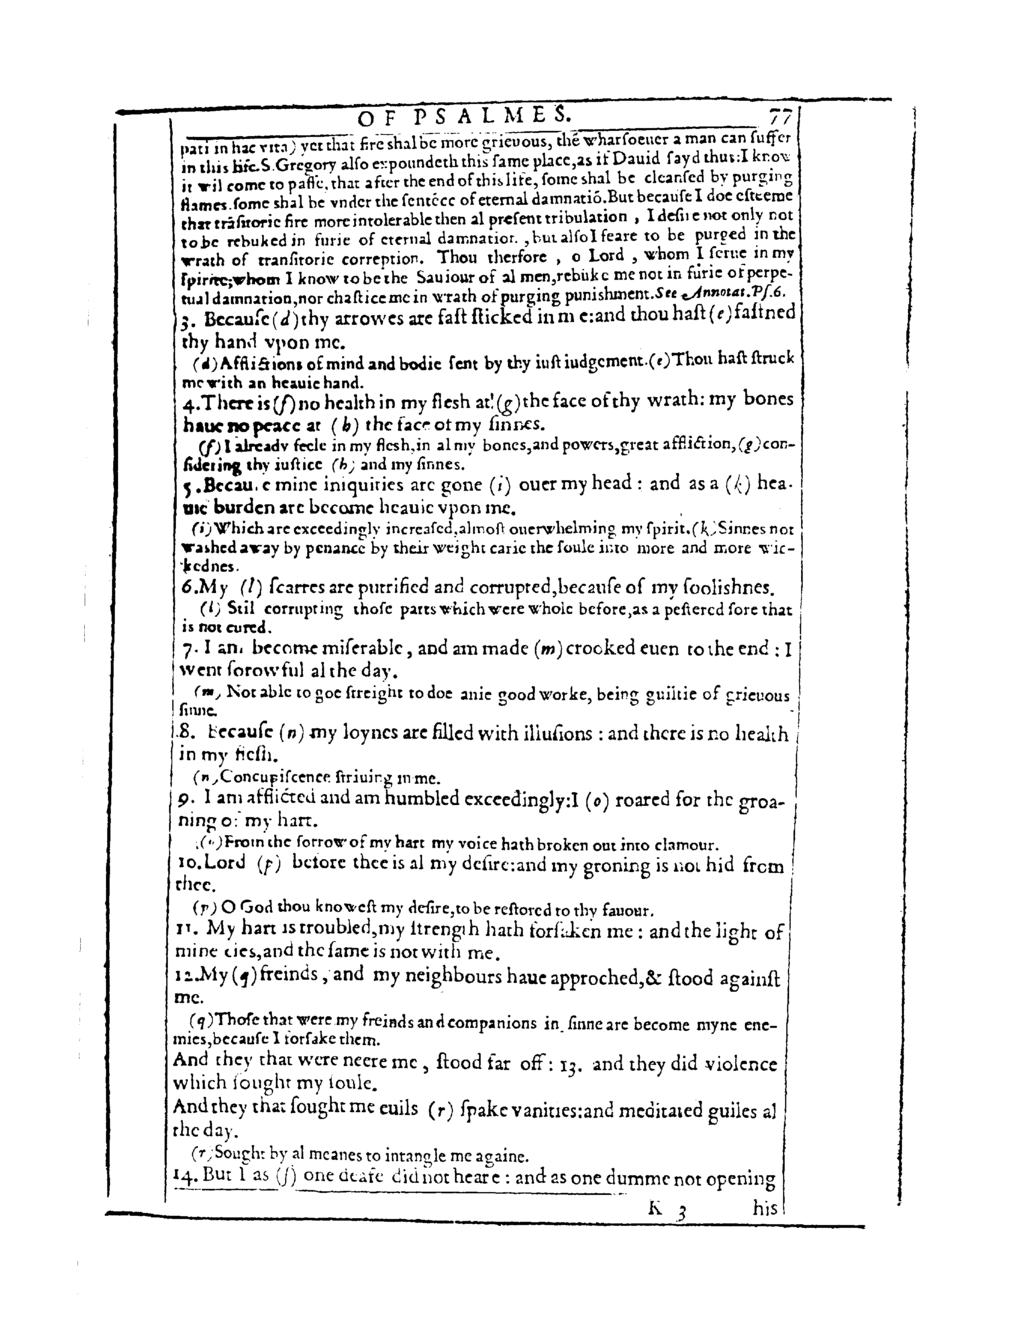 OF PSALMES. 77
pati in hac vita) yet that fire shal be more grieuous, thē wharſoeuer a man can ſuffer
in this life. S. Gregory alſo expoundeth this ſame place, as if Dauid ſayd thus: I know
it wil come to paſſe, that after the end of this life, ſome shal be clean ſed by purging
flames. ſome shal be vnder the ſentēce of eternal damnatiō. But becauſe I doe eſteeme
that trāſitorie fire more intolerable then al preſent tribulation, I deſire not only not
to be rebuked in furie of eternal damnation, but alſo I feare to be purged in the
wrath of tranſitorie correption. Thou therfore, o Lord, whom I ſerue in my
ſpirite; whom I know to be the Sauiour of al men, rebuke me not in furie of perpe-
tual damnation, nor chaſtice me in wrath of purging punishment. See Annotat. Pſ. 6.
3. Becauſe (d) thy arrowes are faſt ſticked in me: and thou haſt (e) faſtned
thy hand vpon me.
(d) Afflictions of mind and bodie ſent by thy iuſt iudgement. (e) Thou haſt ſtruck
me with an heauie hand.
4. There is (f) no health in my flesh at (g) the face of thy wrath: my bones
haue no peace at (h) the face of my ſinnes.
(f) I already feele in my flesh, in al my bones, and powers, great affliction, (g) con-
ſidering thy iuſtice (h) and my ſinnes.
5. Becauſe mine iniquities are gone (i) ouer my head: and as a (k) hea-
uie burden are become heauie vpon me.
(i) Which are exceedingly increaſed, almoſt ouerwhelming my ſpirit. (k) Sinnes not
washed away by penance by their weight carie the ſoule into more and more wic-
kednes.
6. My (l) ſcarres are putrified and corrupted, becauſe of my foolishnes.
(l) Stil corrupting thoſe parts which were whole before, as a peſtered ſore that
is not cured.
7. I am become miſerable, and am made (m) crooked euen to the end: I
went ſorowful al the day.
(m) Not able to goe ſtreight to doe anie good worke, being guiltie of grieuous
ſinne.
8. Becauſe (n) my loynes are filled with illuſions: and there is no health
in my flesh.
(n) Concupiſcence ſtriuing in me.
9. I am afflicted and am humbled exceedingly: I (o) roared for the groa-
ning of my hart.
(o) From the ſorrow of my hart my voice hath broken out into clamour.
10. Lord (p) before thee is al my deſire: and my groning is not hid from
thee.
(p) O God thou knoweſt my deſire, to be reſtored to thy fauour.
11. My hart is troubled, my ſtrength hath forſaken me: and the light of
mine eies, and the ſame is not with me.
12. My (q) freinds, and my neighbours haue approched, & ſtood againſt
me.
(q) Thoſe that were my freinds and companions in ſinne are become myne ene-
mies, becauſe I forſake them.
And they that were neere me, ſtood far off: 13. and they did violence
which ſought my ſoule.
And they that ſought me euils (r) ſpake vanities: and meditated guiles al
the day.
(r) Sought by al meanes to intangle me againe.
14. But I as (ſ) one deafe did not heare: and as one dumme not opening
K 3 his